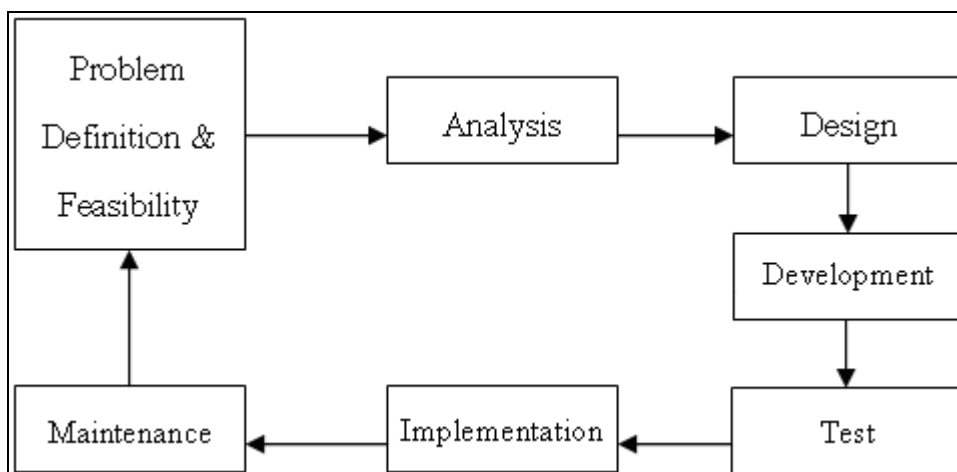 Problem
Definition &
Feasibility
Analysis
Design
Development
Test
Implementation
Maintenance